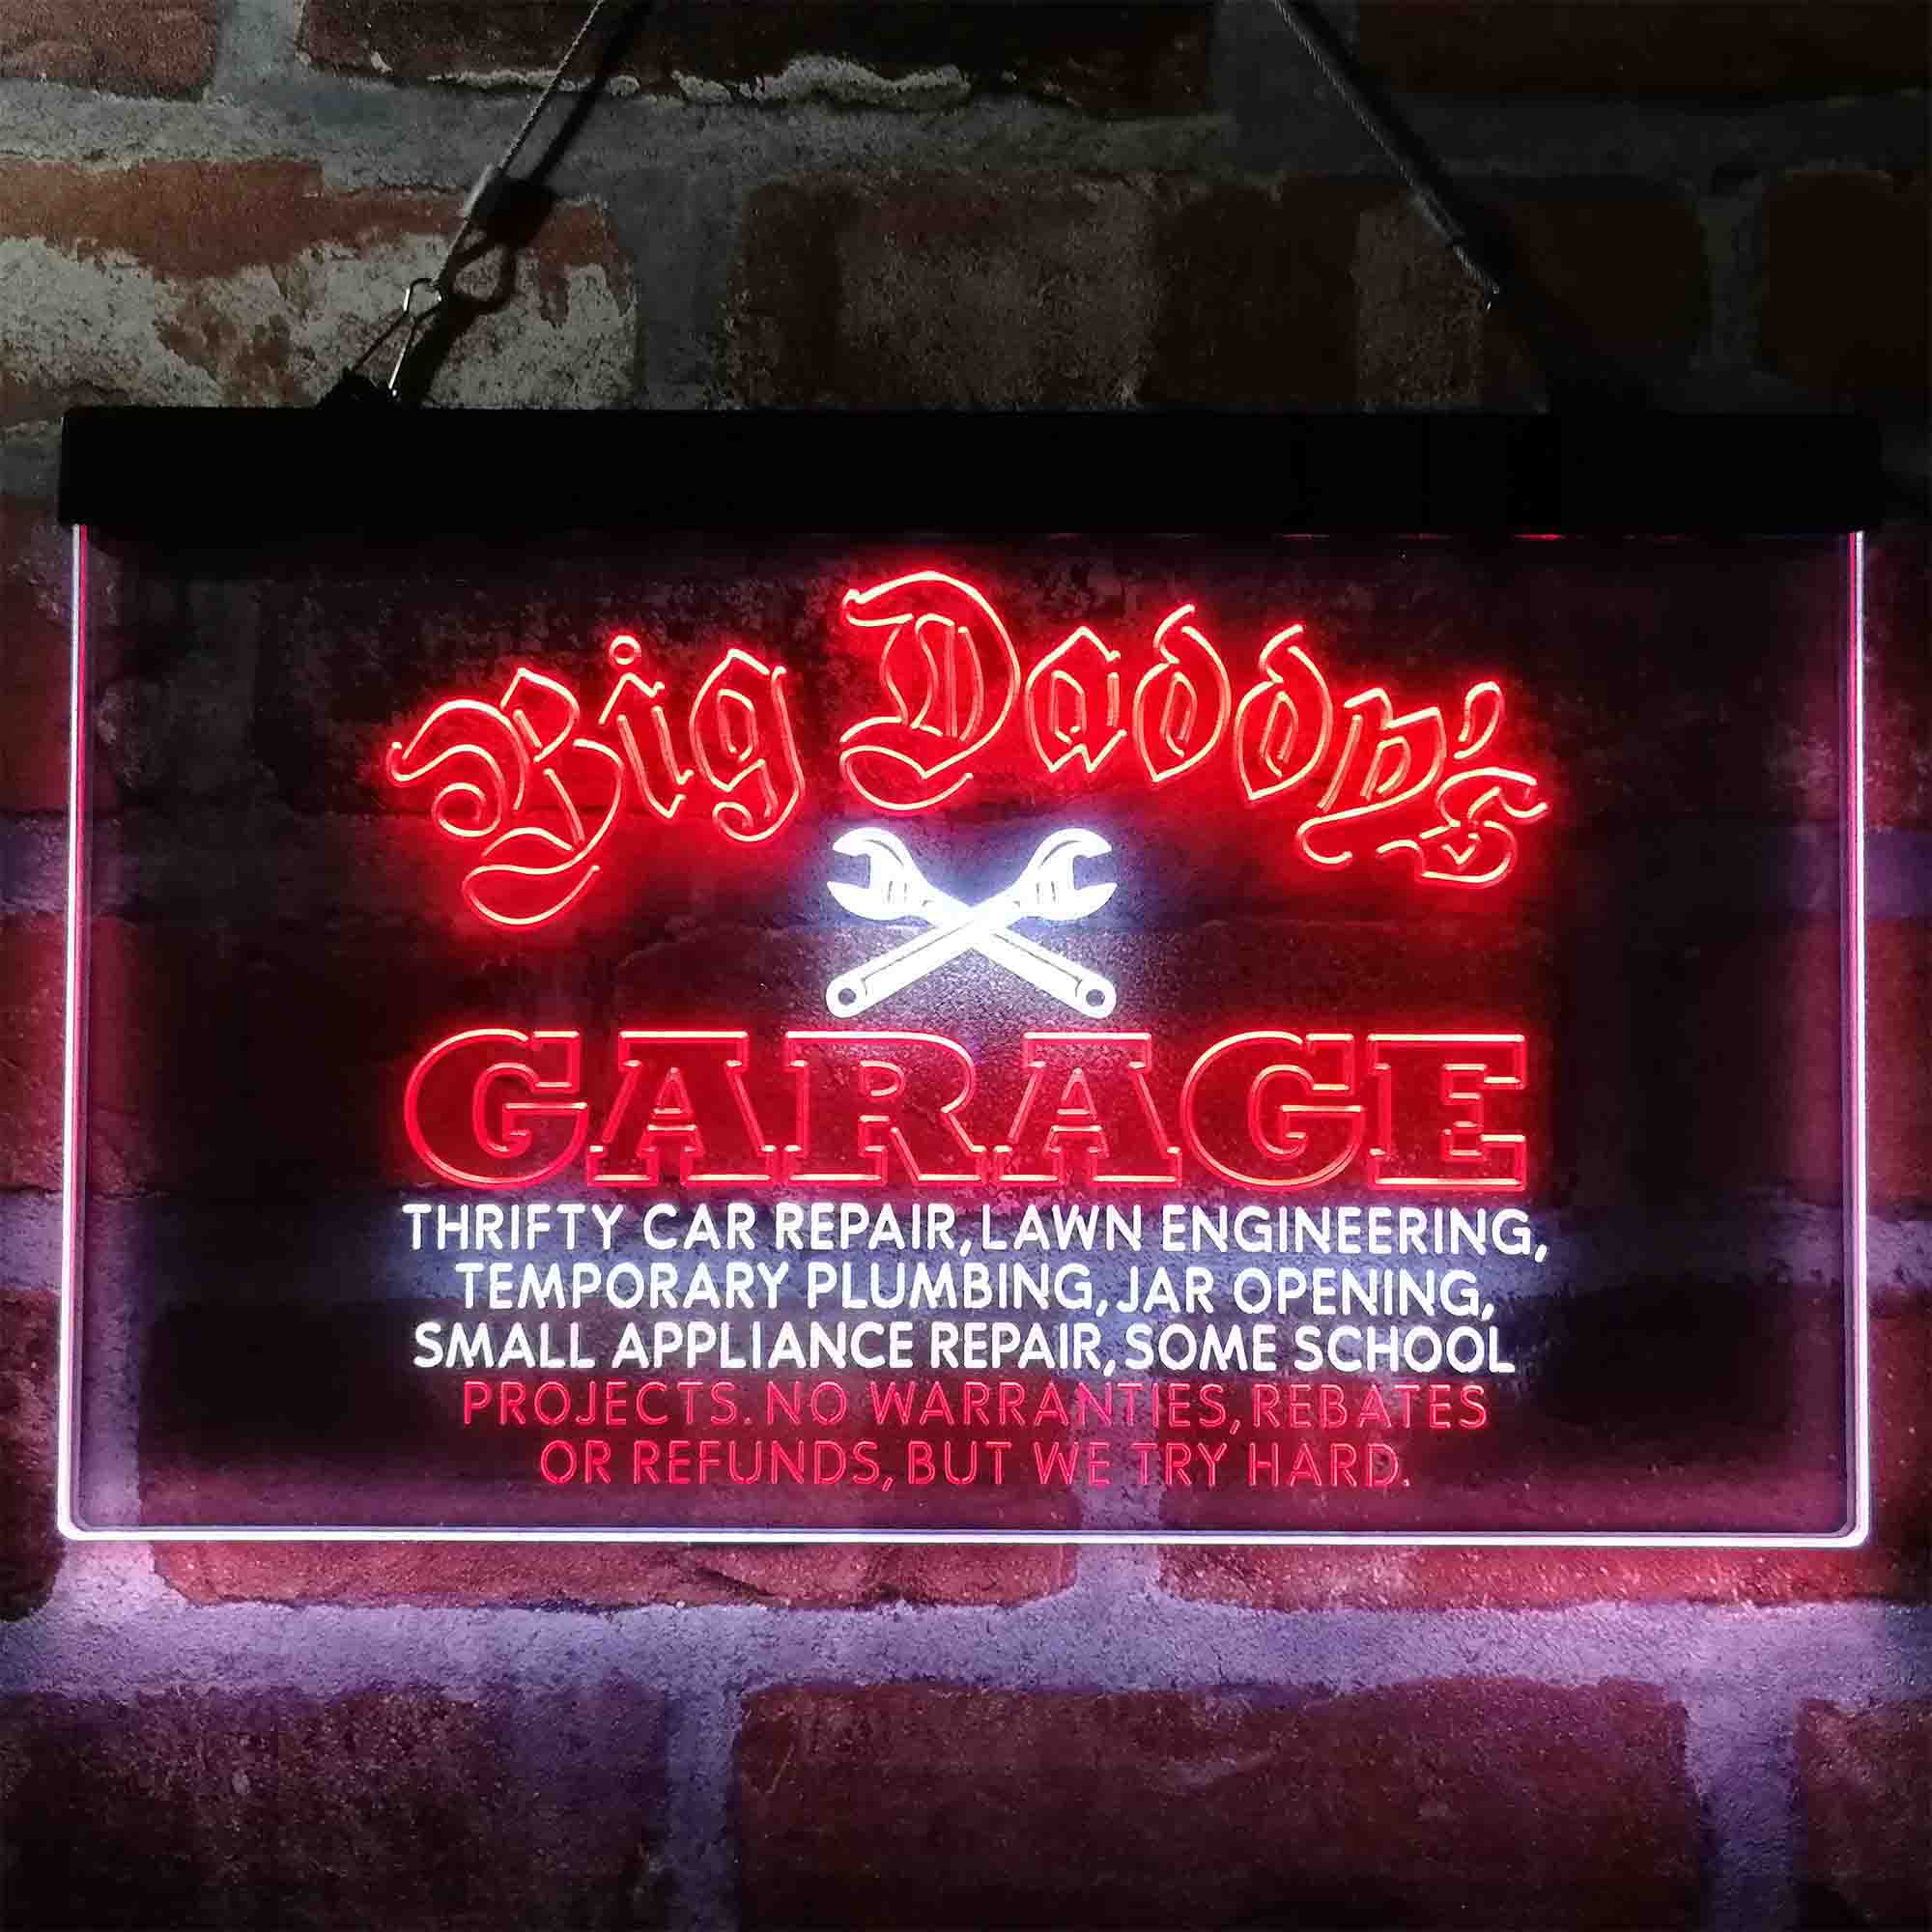 Big Daddy's
GARAGE
THRIFTY CAR REPAIR, LAWN ENGINEERING,
TEMPORARY PLUMBING, JAR OPENING,
SMALL APPLIANCE REPAIR, SOME SCHOOL
PROJECTS. NO WARRANTIES, REBATES
OR REFUNDS, BUT WE TRY HARD.